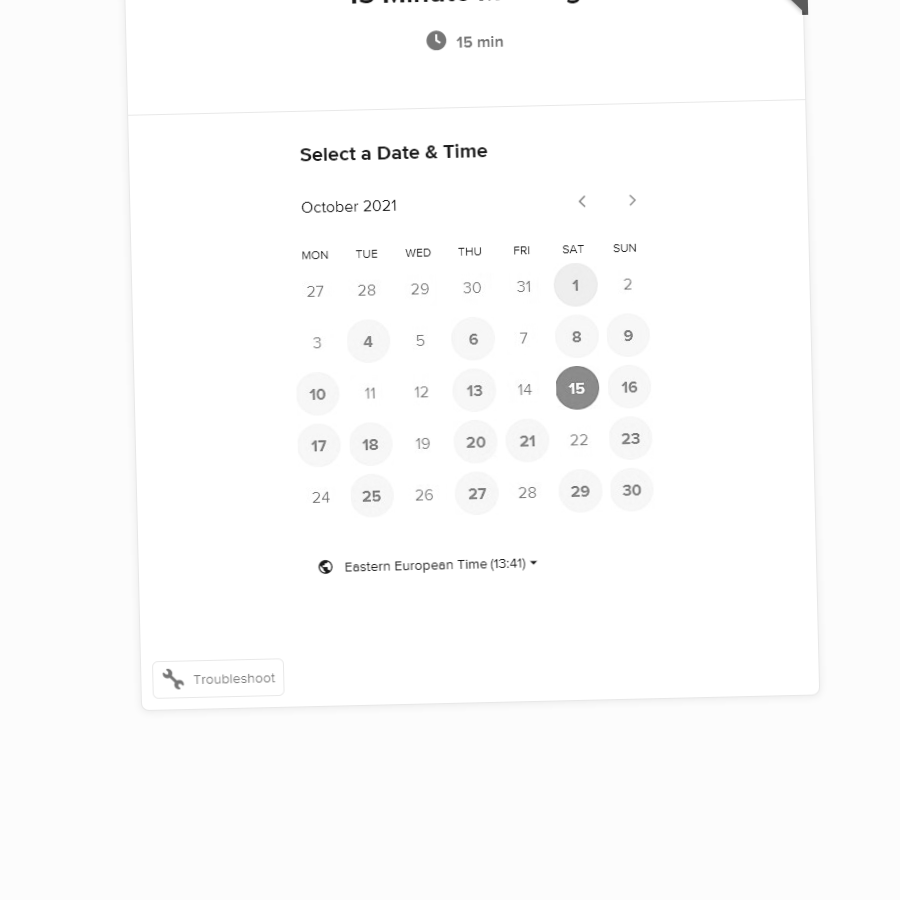 15 min
Select a Date & Time
October 2021
MON TUE WED THU FRI SAT SUN
27 28 29 30 31 1 2
3 4 5 6 7 8 9
10 11 12 13 14 15 16
17 18 19 20 21 22 23
24 25 26 27 28 29 30
Eastern European Time (13:41)
Troubleshoot